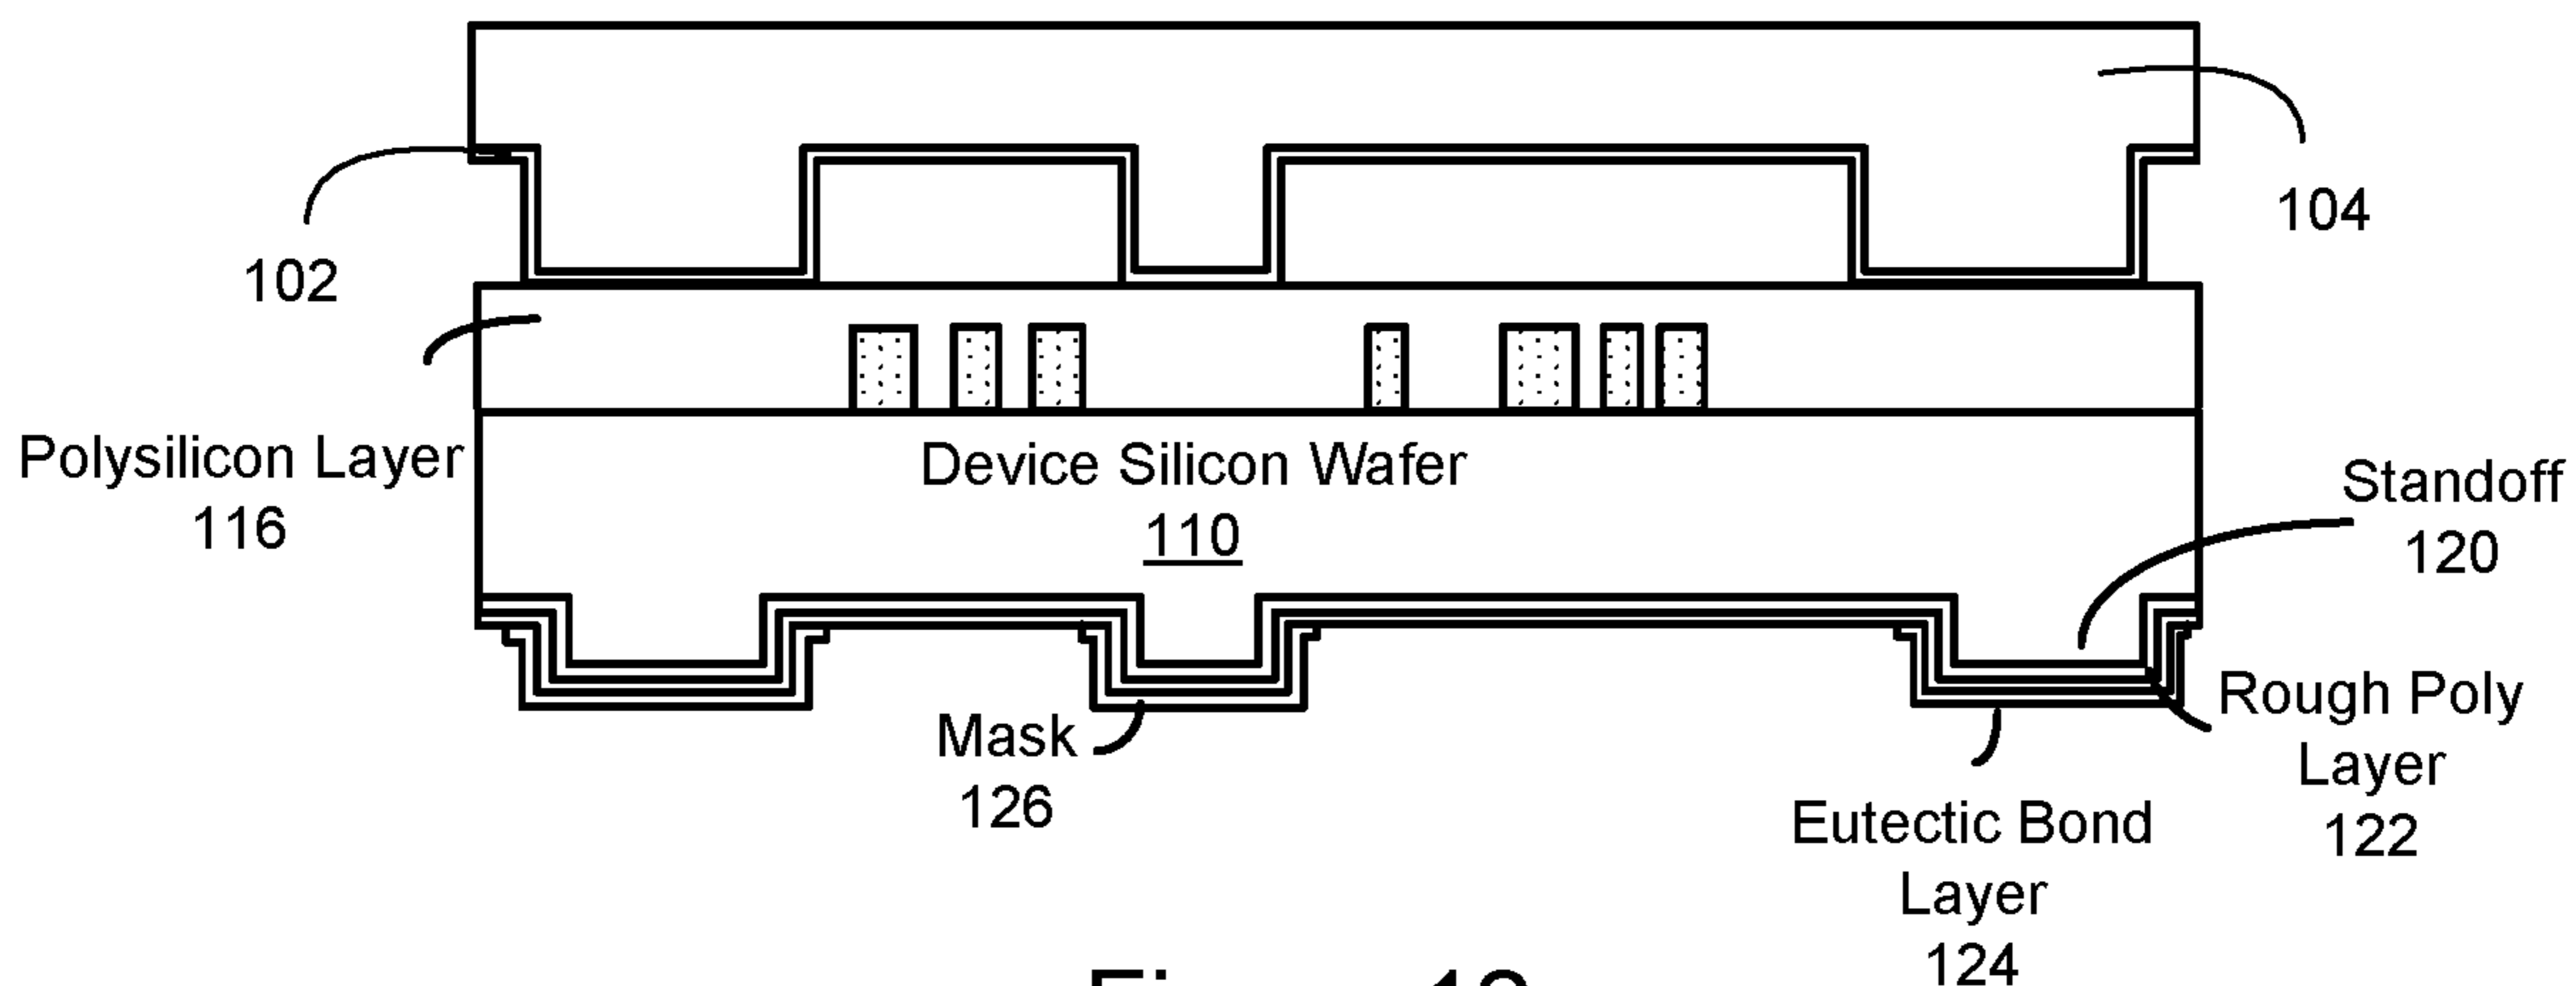 104
102
Polysilicon Layer
116
Device Silicon Wafer
110
Standoff
120
Rough Poly
Layer
122
Mask
126
Eutectic Bond
Layer
124